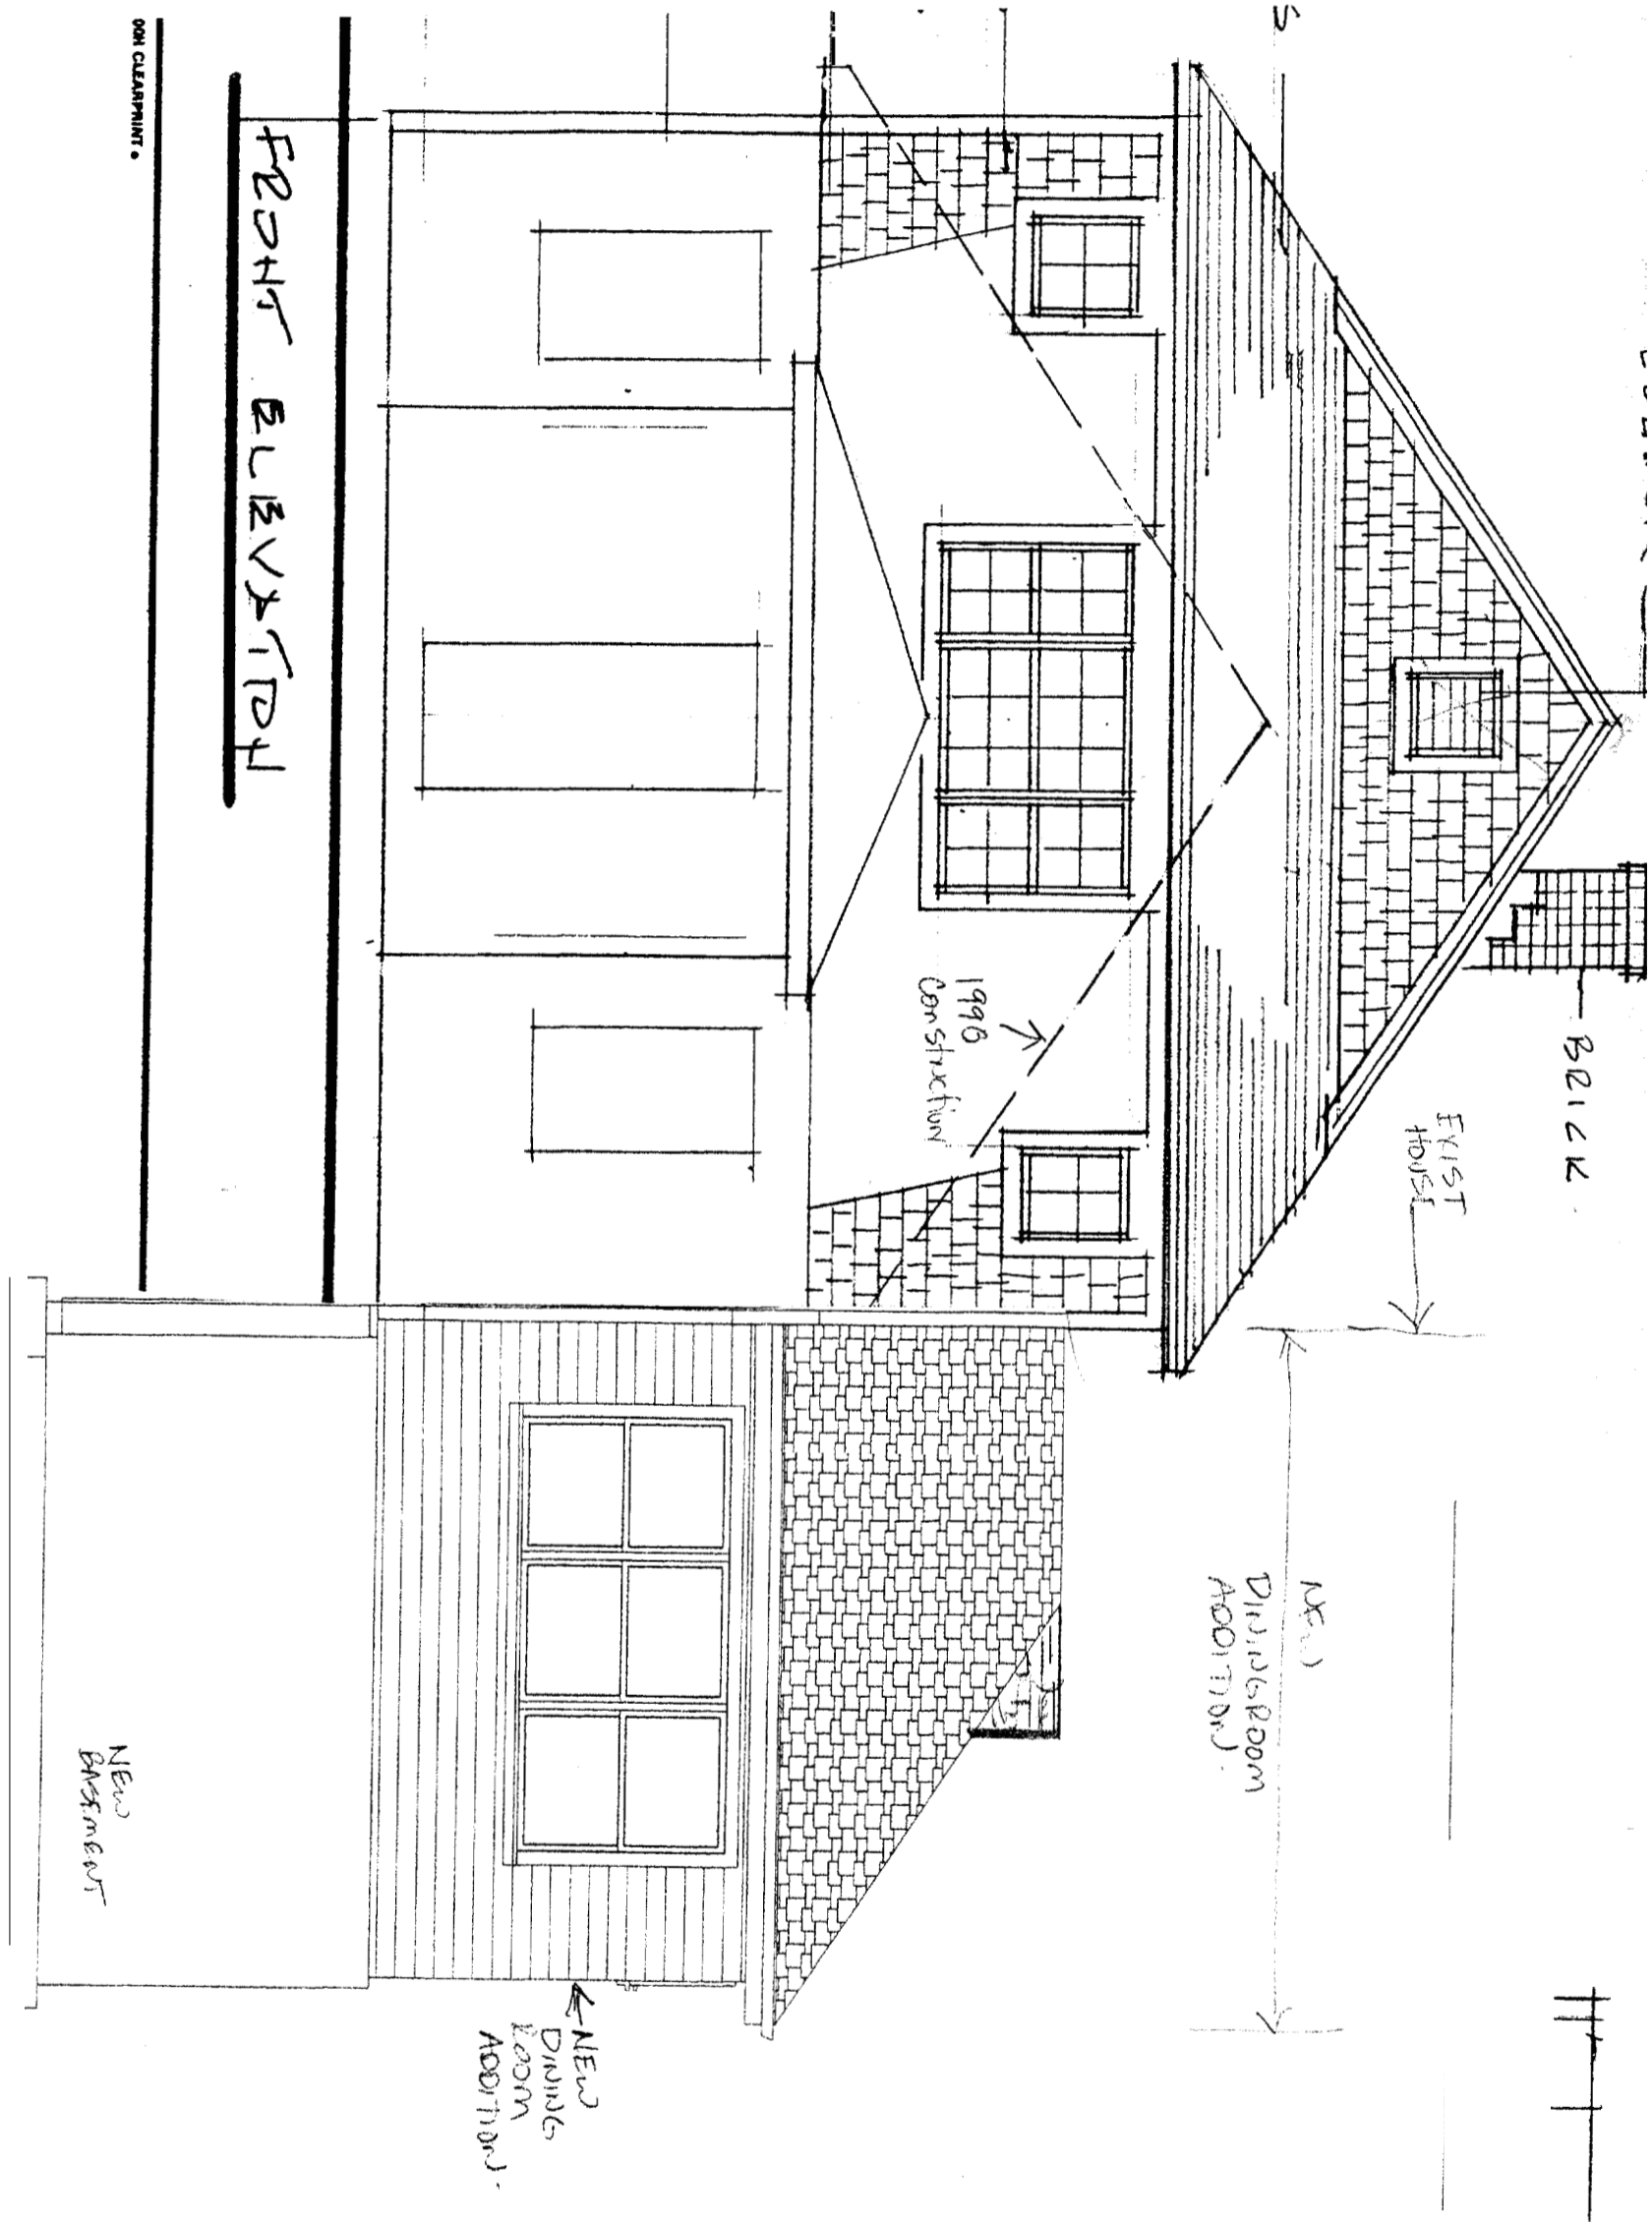 BRICK
EXIST
HOUSE
NEW
DININGROOM
ADDITION.
1996
Construction
NEW
DINING
ROOM
ADDITION.
NEW
BASEMENT
FRONT ELEVATION
CLEARPRINT